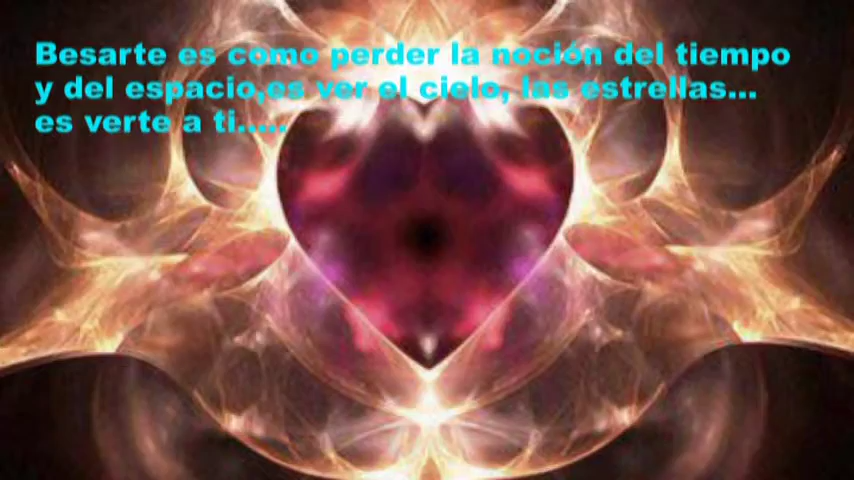 Besarte es como perder la noción del tiempo
y del espacio,es ver el cielo, las estrellas...
es verte a ti.....